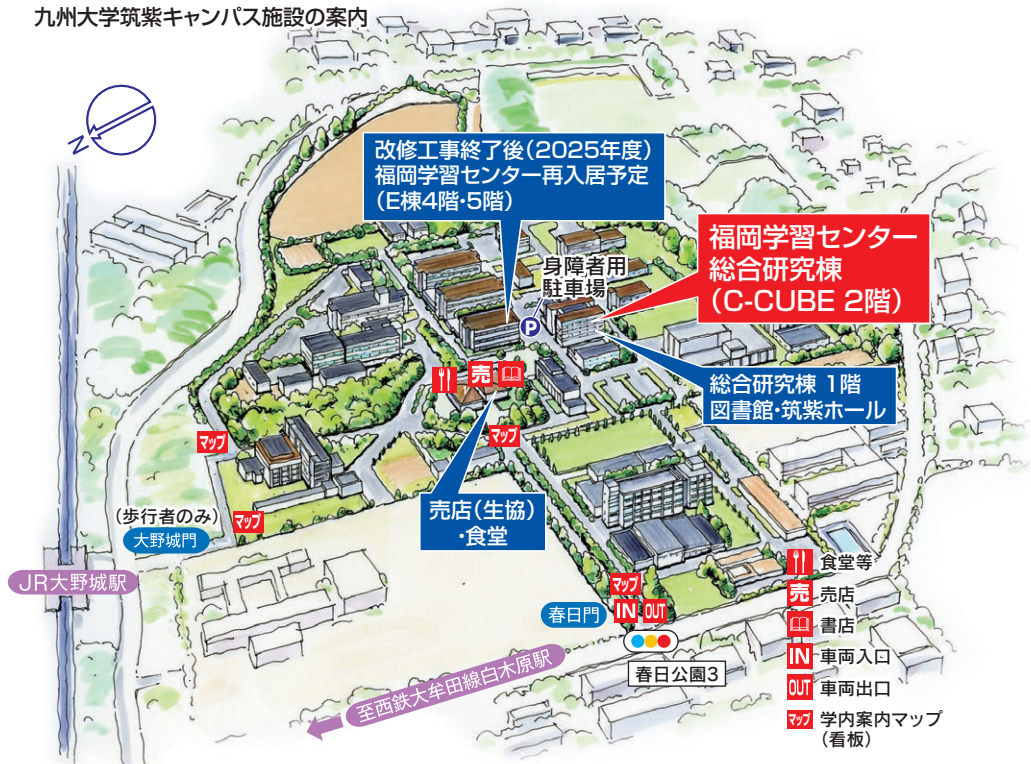 九州大学筑紫キャンパス施設の案内
N
改修工事終了後(2025年度)
福岡学習センター再入居予定
(E棟4階・5階)
福岡学習センター
総合研究棟
(C-CUBE 2階)
身障者用
駐車場
P
総合研究棟 1階
図書館・筑紫ホール
売
マップ
マップ
売店(生協)
・食堂
(歩行者のみ)
マップ
大野城門
JR大野城駅
マップ
春日門
IN
OUT
春日公園3
至西鉄大牟田線白木原駅
食堂等
売 売店
書店
IN 車両入口
OUT 車両出口
マップ 学内案内マップ
(看板)